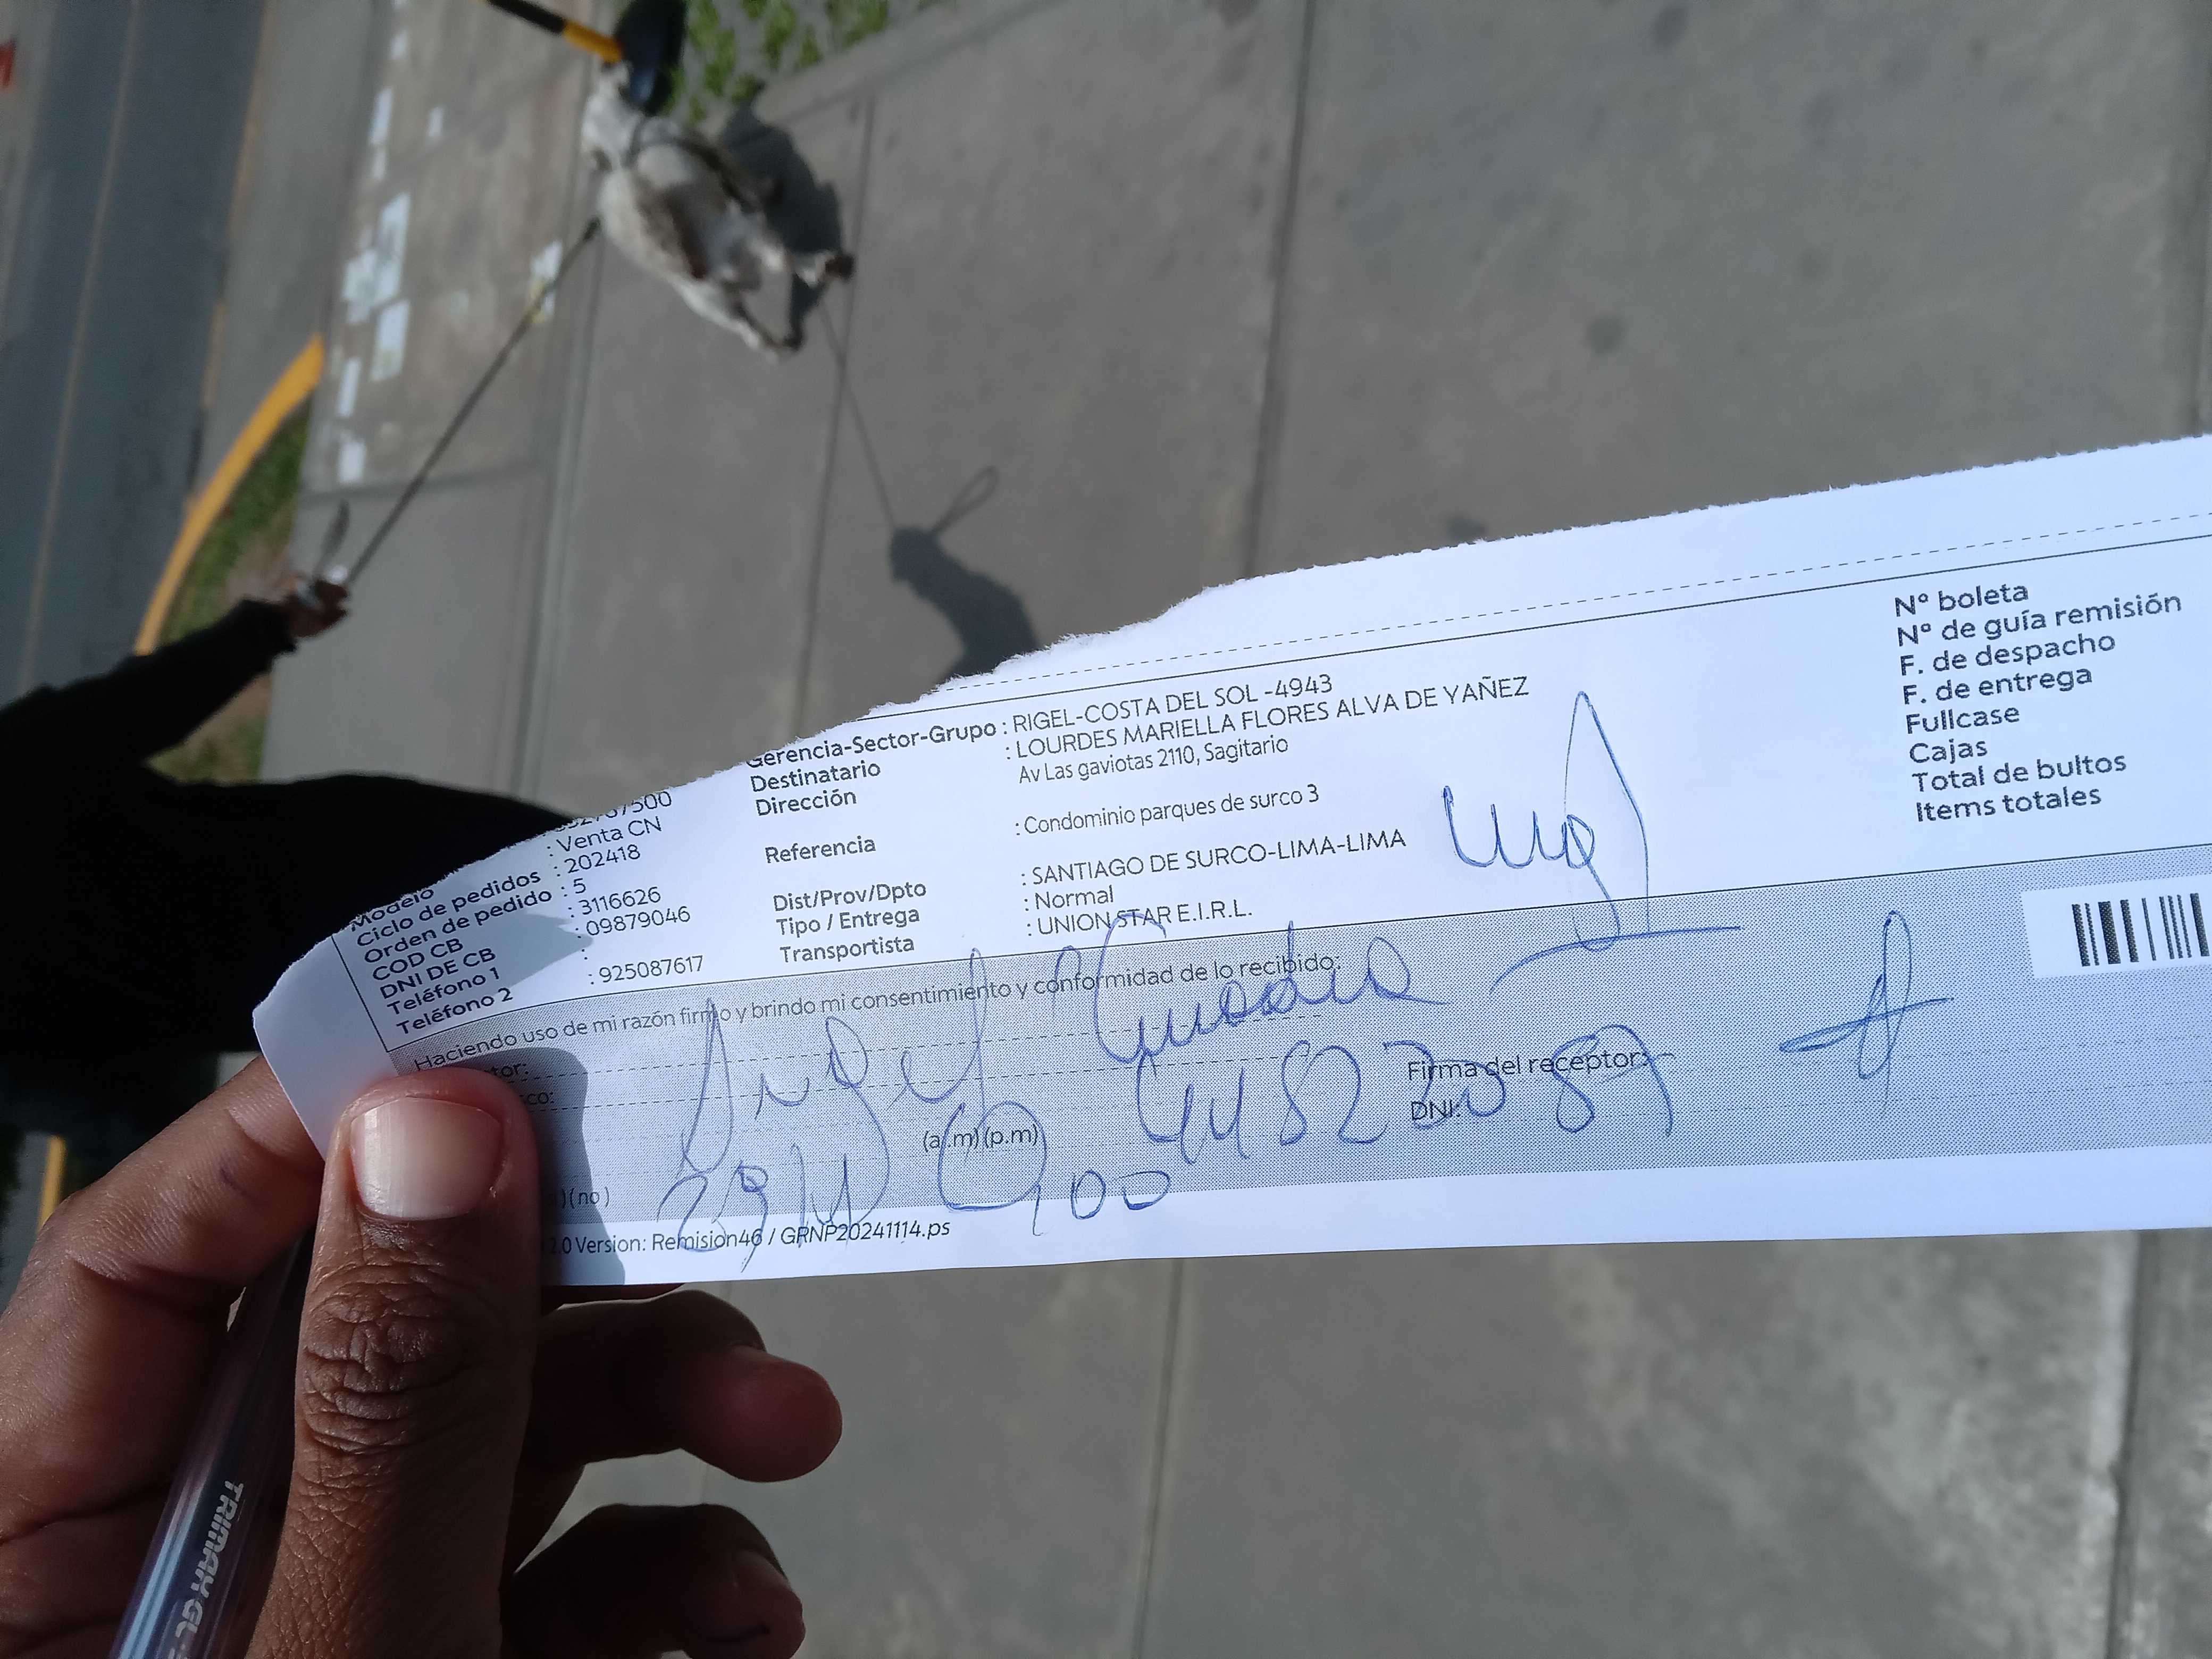 : Venta CN
Ciclo de pedidos : 202418
Orden de pedido : 5
COD CB : 3116626
DNI DE CB : 09879046
Teléfono 1 :
Teléfono 2 : 925087617
Gerencia-Sector-Grupo : RIGEL-COSTA DEL SOL -4943
Destinatario : LOURDES MARIELLA FLORES ALVA DE YAÑEZ
Dirección Av Las gaviotas 2110, Sagitario
Referencia : Condominio parques de surco 3
Dist/Prov/Dpto : SANTIAGO DE SURCO-LIMA-LIMA
Tipo / Entrega : Normal
Transportista : UNION STAR E.I.R.L.
N° boleta
N° de guía remisión
F. de despacho
F. de entrega
Fullcase
Cajas
Total de bultos
Items totales
Haciendo uso de mi razón firmo y brindo mi consentimiento y conformidad de lo recibido:
Angel
Firma del receptor:
DNI:
(a.m)(p.m)
(no)
Version: Remision46 / GRNP20241114.ps